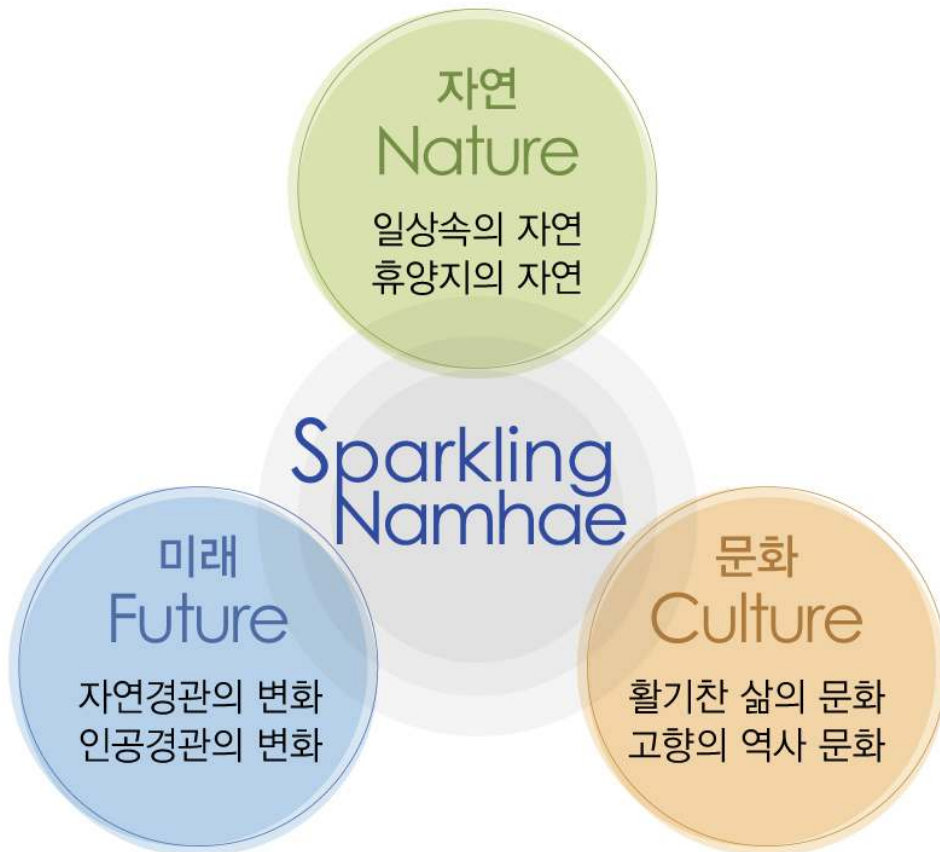 자연
Nature
일상속의 자연
휴양지의 자연
Sparkling
Namhae
미래
Future
자연경관의 변화
인공경관의 변화
문화
Culture
활기찬 삶의 문화
고향의 역사 문화